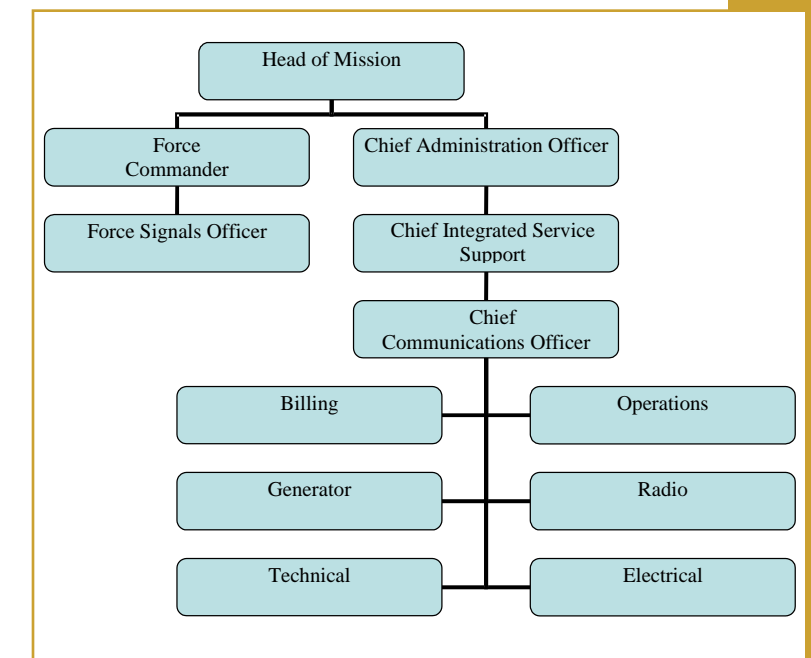 Head of Mission
Force
Commander
Chief Administration Officer
Force Signals Officer
Chief Integrated Service
Support
Chief
Communications Officer
Billing
Operations
Generator
Radio
Technical
Electrical